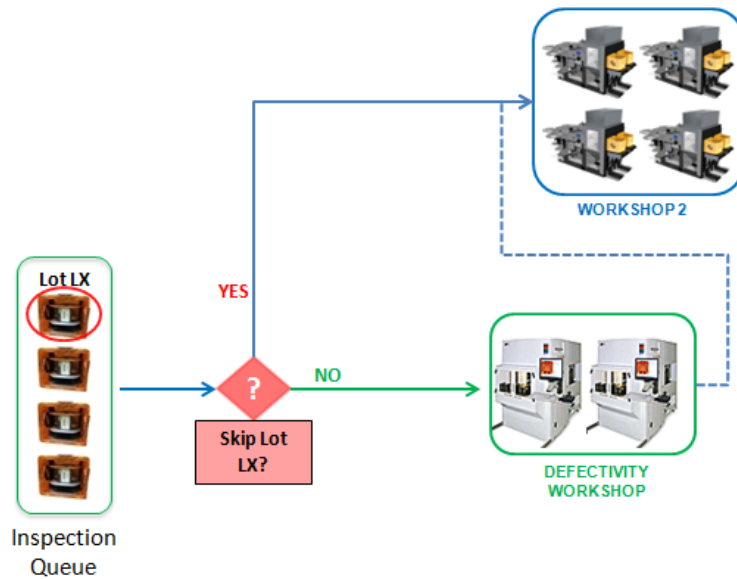 WORKSHOP 2
Lot LX
YES
?
NO
Skip Lot
LX?
DEFECTIVITY
WORKSHOP
Inspection
Queue